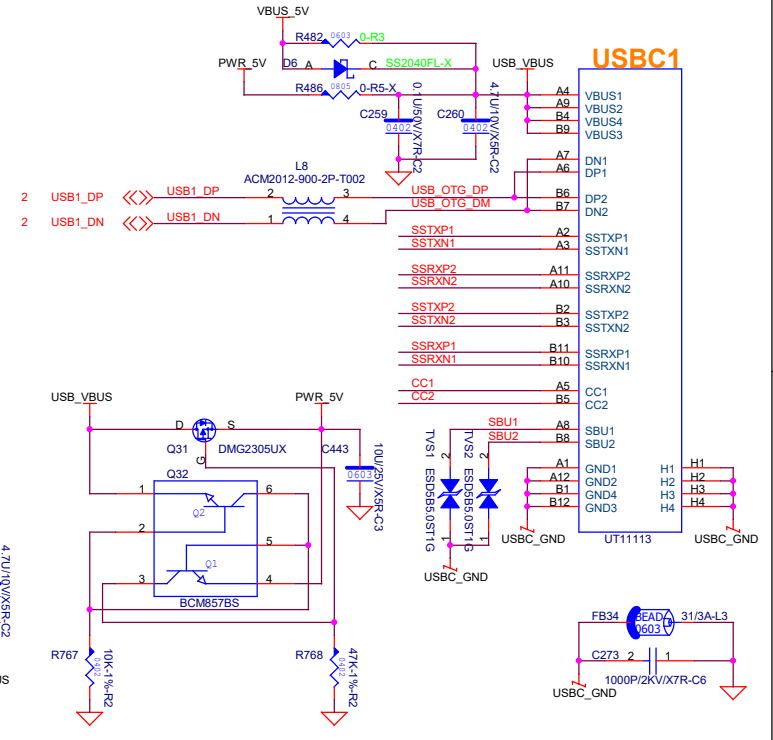 VBUS_5V
R482 0603 0-R3
USBC1
PWR_5V D6 A C SS2040FL-X USB_VBUS
R486 0805 0-R5-X
A4 VBUS1
A9 VBUS2
B4 VBUS4
B9 VBUS3
C259 0402 0.1U/50V/X7R-C2
C260 0402 4.7U/10V/X5R-C2
A7 DN1
A6 DP1
L8
ACM2012-900-2P-T002
2 USB1_DP USB1_DP 2 3 USB_OTG_DP B6 DP2
2 USB1_DN USB1_DN 1 4 USB_OTG_DM B7 DN2
SSTXP1 A2 SSTXP1
SSTXN1 A3 SSTXN1
SSRXP2 A11 SSRXP2
SSRXN2 A10 SSRXN2
SSTXP2 B2 SSTXP2
SSTXN2 B3 SSTXN2
SSRXP1 B11 SSRXP1
SSRXN1 B10 SSRXN1
CC1 A5 CC1
CC2 B5 CC2
SBU1 A8 SBU1
SBU2 B8 SBU2
A1 GND1 H1 H1
A12 GND2 H2 H2
B1 GND4 H3 H3
B12 GND3 H4 H4
USBC_GND UT11113 USBC_GND
TVS1 ESD5B5.0ST1G 2 1
TVS2 ESD5B5.0ST1G 2 1
USBC_GND
USB_VBUS PWR_5V
D S
G
Q31 DMG2305UX
C443 0603 10U/25V/X5R-C3
Q32
1 6
Q2
2 5
Q1
3 4
BCM857BS
4.7U/10V/X5R-C2
US
R767 0402 10K-1%-R2
R768 0402 47K-1%-R2
FB34 BEAD 0603 31/3A-L3
C273 2 1
1000P/2KV/X7R-C6
USBC_GND